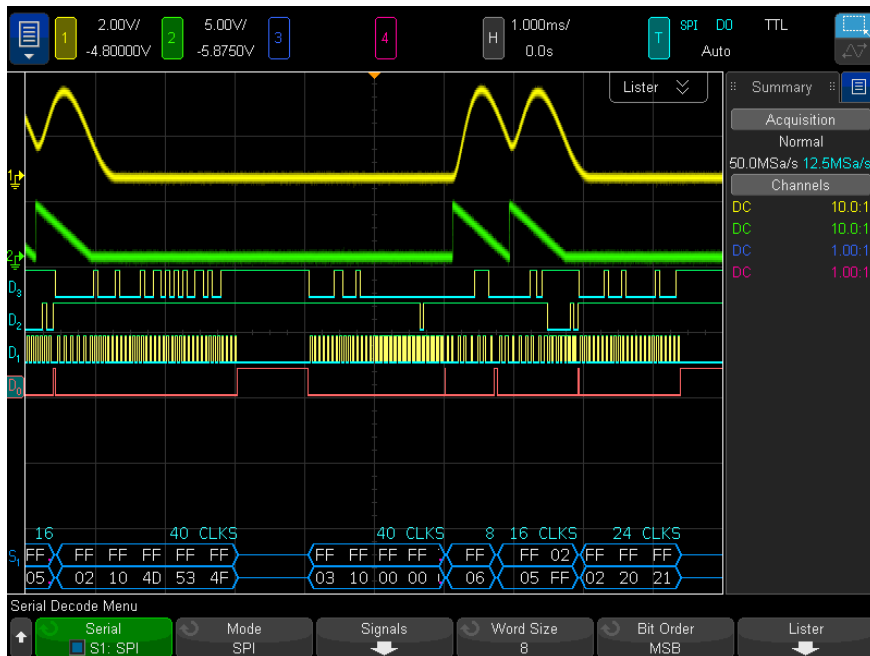 1 2.00V/ 2 5.00V/ 3 4 H 1.000ms/ T SPI D0 TTL
-4.80000V -5.8750V 0.0s Auto
Lister
Summary
Acquisition
Normal
50.0MSa/s 12.5MSa/s
Channels
DC 10.0:1
DC 10.0:1
DC 1.00:1
DC 1.00:1
1
2
D3
D2
D1
D0
16 40 CLKS 40 CLKS 8 16 CLKS 24 CLKS
S1 FF FF FF FF FF FF FF FF FF FF FF FF 02 FF FF FF
05 02 10 4D 53 4F 03 10 00 00 06 05 FF 02 20 21
Serial Decode Menu
Serial Mode Signals Word Size Bit Order Lister
S1: SPI SPI 8 MSB